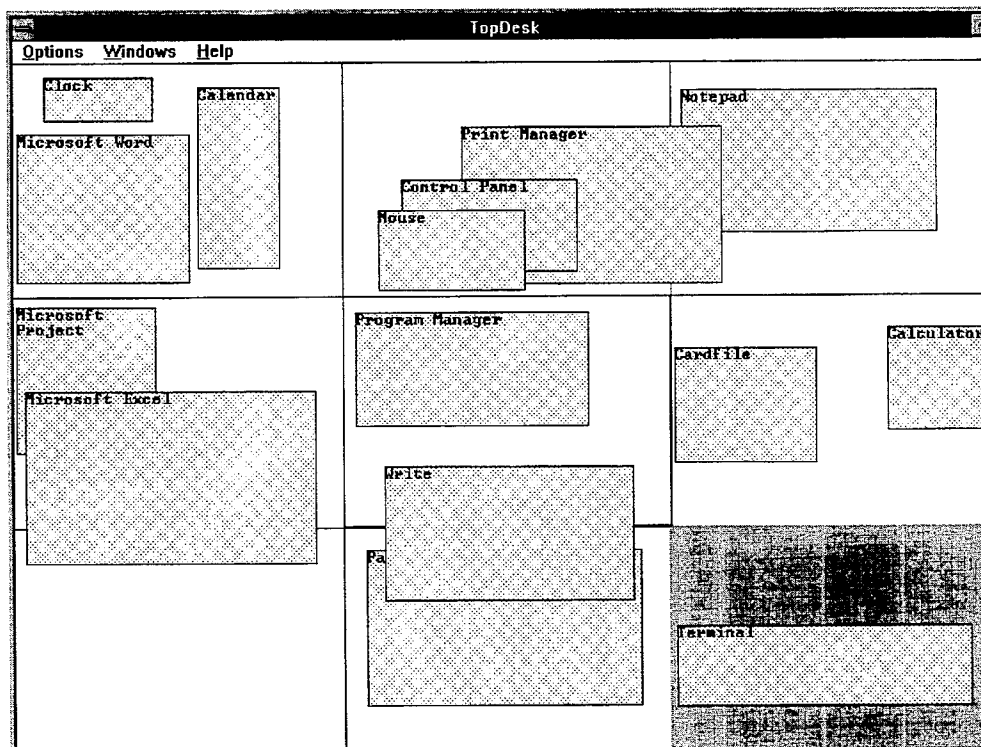 TopDesk
Options Windows Help
Clock
Calendar
Microsoft Word
Notepad
Print Manager
Control Panel
Mouse
Microsoft
Project
Microsoft Excel
Program Manager
Calculator
Cardfile
Write
Pa
Terminal